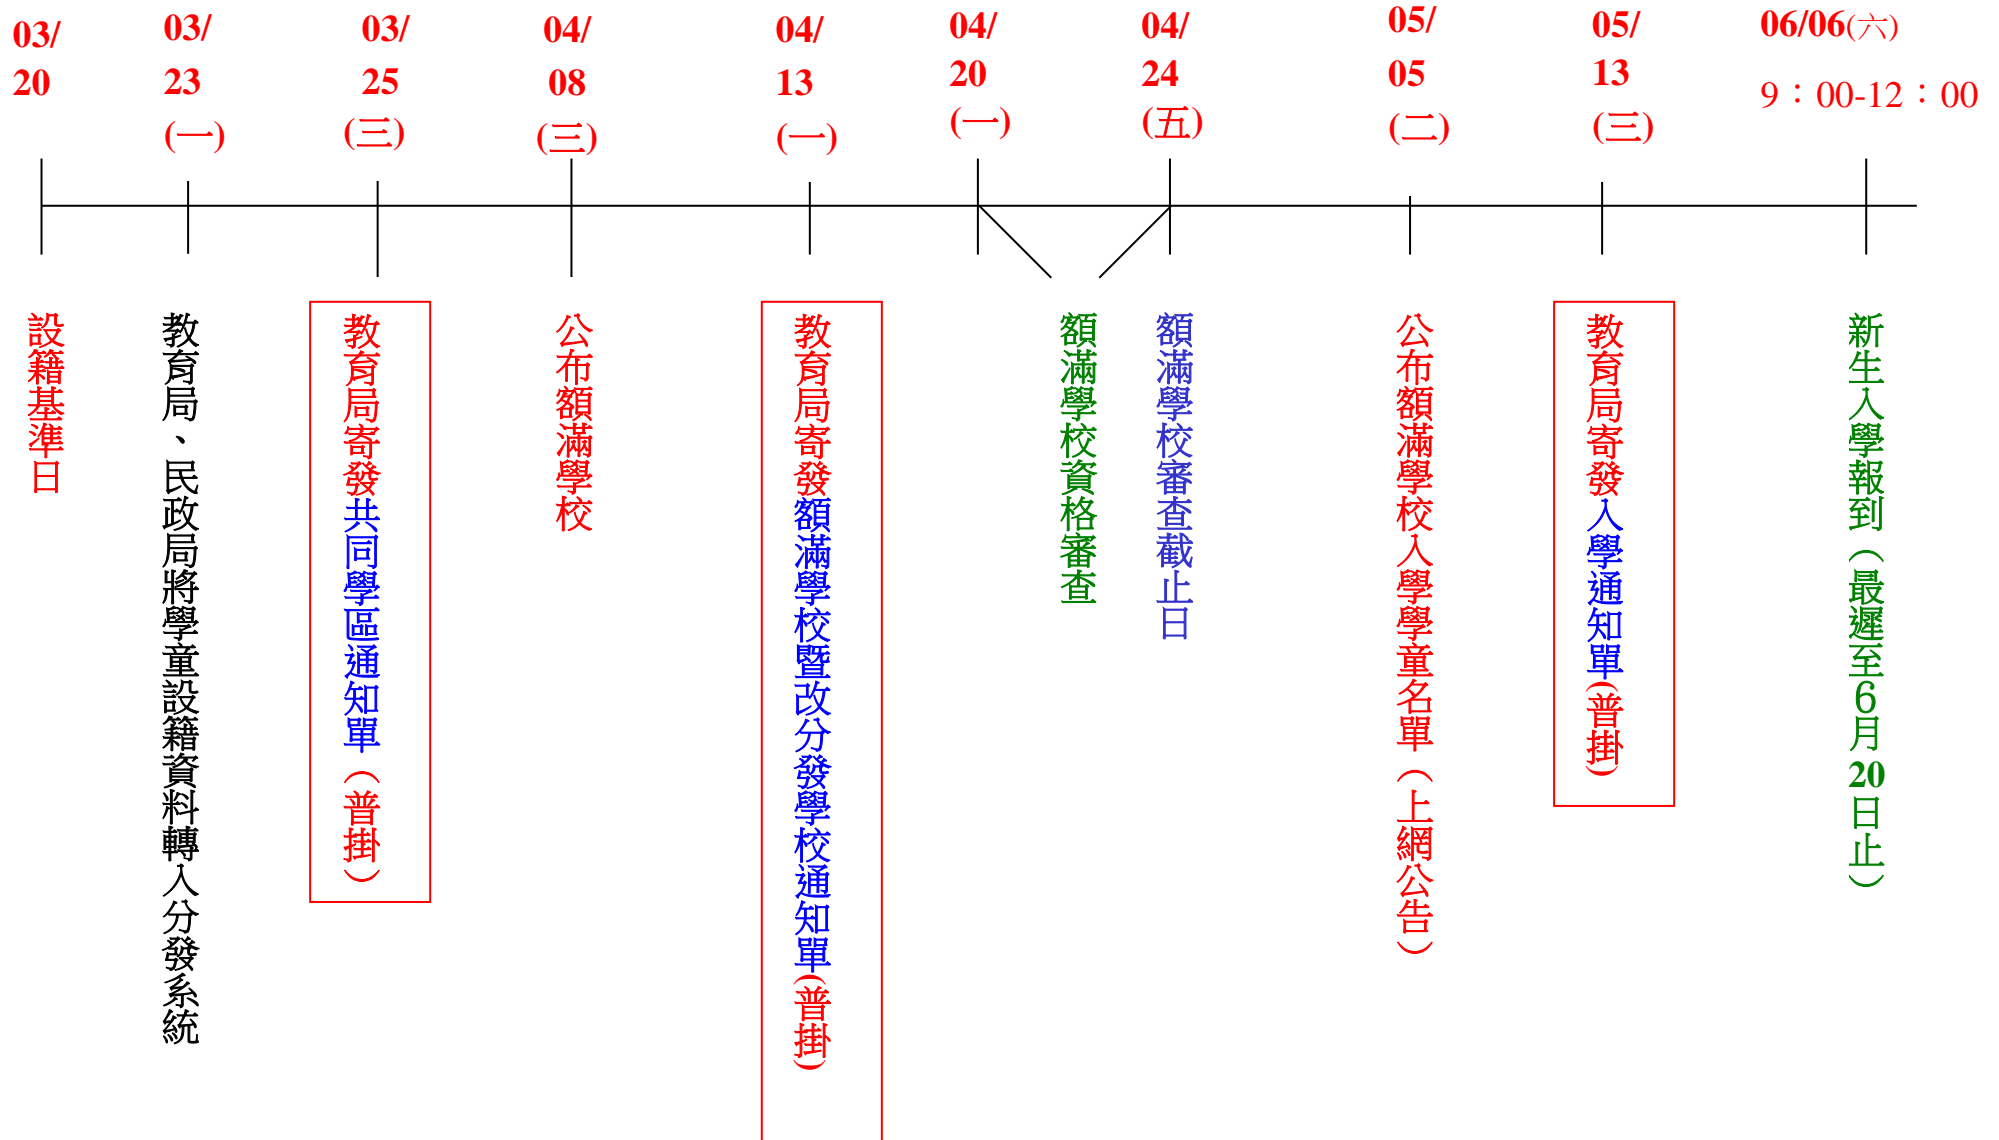 03/
20
03/
23
(一)
03/
25
(三)
04/
08
(三)
04/
13
(一)
04/
20
(一)
04/
24
(五)
05/
05
(二)
05/
13
(三)
06/06(六)
9：00-12：00
設籍基準日
教育局、民政局將學童設籍資料轉入分發系統
教育局寄發共同學區通知單（普掛）
公布額滿學校
教育局寄發額滿學校暨改分發學校通知單(普掛)
額滿學校資格審查
額滿學校審查截止日
公布額滿學校入學學童名單（上網公告）
教育局寄發入學通知單(普掛)
新生入學報到（最遲至6月20日止）